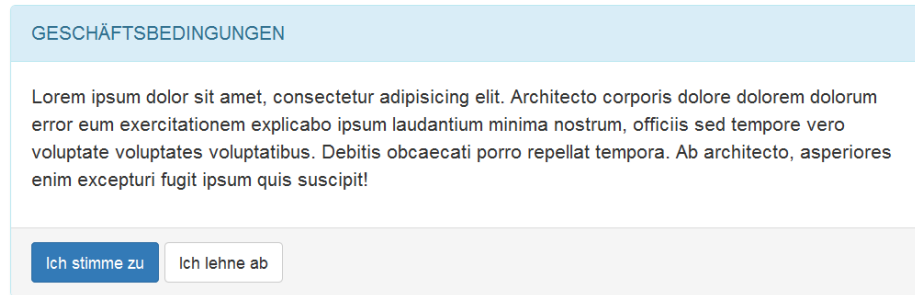 GESCHÄFTSBEDINGUNGEN
Lorem ipsum dolor sit amet, consectetur adipisicing elit. Architecto corporis dolore dolorem dolorum
error eum exercitationem explicabo ipsum laudantium minima nostrum, officiis sed tempore vero
voluptate voluptates voluptatibus. Debitis obcaecati porro repellat tempora. Ab architecto, asperiores
enim excepturi fugit ipsum quis suscipit!
Ich stimme zu Ich lehne ab